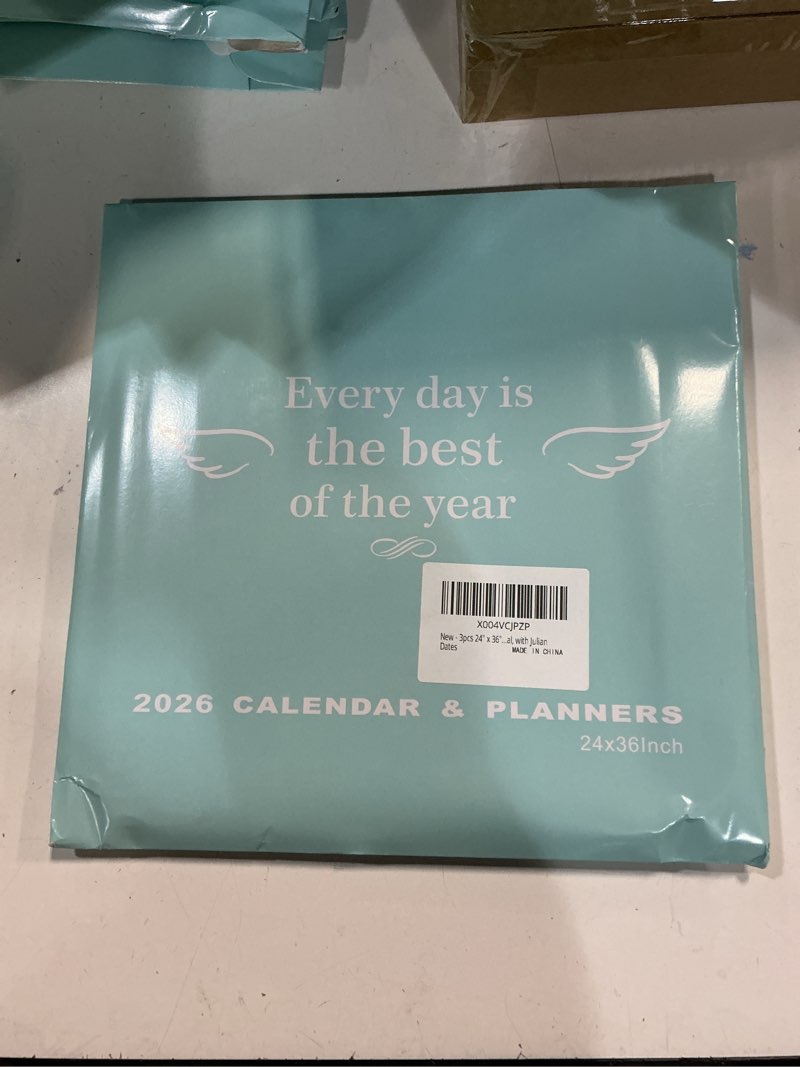 Every day is
the best
of the year
X004VCJPZP
New - 3pcs 24" x 36"...al, with Julian
Dates
MADE IN CHINA
2026 CALENDAR & PLANNERS
24x36Inch